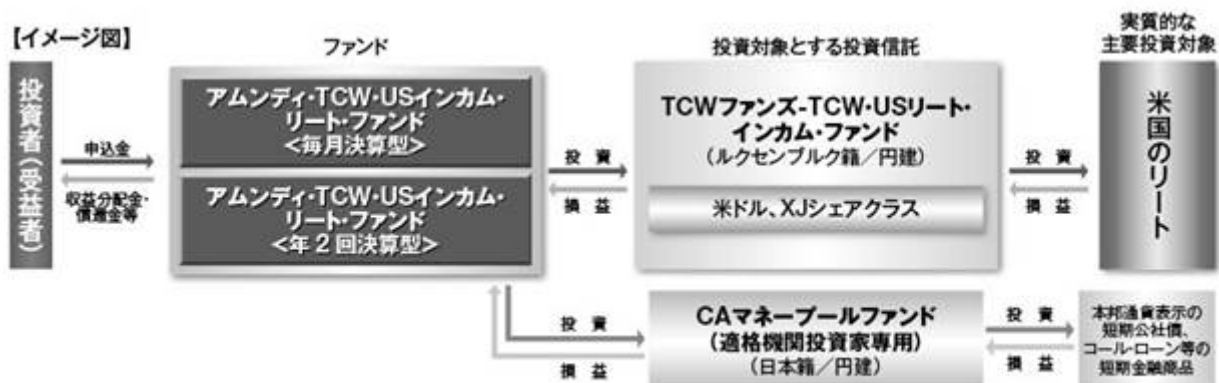 【イメージ図】
ファンド
投資対象とする投資信託
実質的な
主要投資対象
投資者(受益者)
申込金
収益分配金・
償還金等
アムンディ・TCW・USインカム・
リート・ファンド
<毎月決算型>
アムンディ・TCW・USインカム・
リート・ファンド
<年2回決算型>
投 資
損 益
TCWファンズ-TCW・USリート・
インカム・ファンド
(ルクセンブルク籍/円建)
米ドル、XJシェアクラス
投 資
損 益
米国のリート
投 資
損 益
CAマネープールファンド
(適格機関投資家専用)
(日本籍/円建)
投 資
損 益
本邦通貨表示の
短期公社債、
コール・ローン等の
短期金融商品